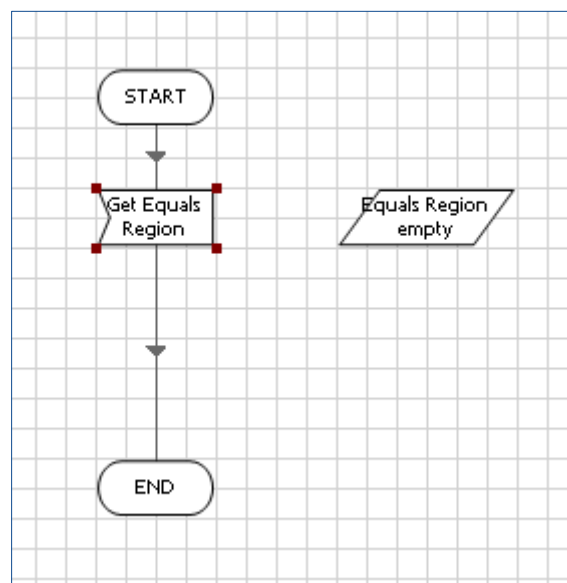 START
Get Equals
Region
Equals Region
empty
END